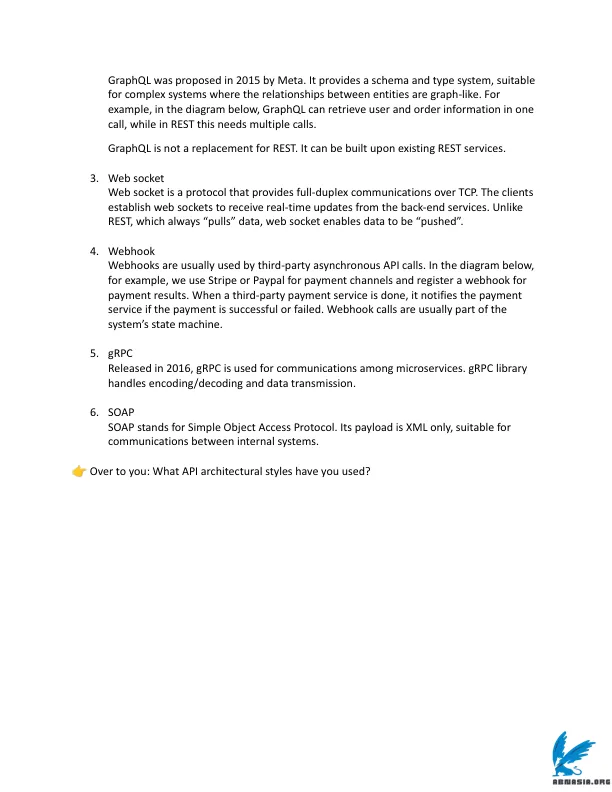 GraphQL was proposed in 2015 by Meta. It provides a schema and type system, suitable
for complex systems where the relationships between entities are graph-like. For
example, in the diagram below, GraphQL can retrieve user and order information in one
call, while in REST this needs multiple calls.
GraphQL is not a replacement for REST. It can be built upon existing REST services.
3. Web socket
Web socket is a protocol that provides full-duplex communications over TCP. The clients
establish web sockets to receive real-time updates from the back-end services. Unlike
REST, which always “pulls” data, web socket enables data to be “pushed”.
4. Webhook
Webhooks are usually used by third-party asynchronous API calls. In the diagram below,
for example, we use Stripe or Paypal for payment channels and register a webhook for
payment results. When a third-party payment service is done, it notifies the payment
service if the payment is successful or failed. Webhook calls are usually part of the
system’s state machine.
5. gRPC
Released in 2016, gRPC is used for communications among microservices. gRPC library
handles encoding/decoding and data transmission.
6. SOAP
SOAP stands for Simple Object Access Protocol. Its payload is XML only, suitable for
communications between internal systems.
👉 Over to you: What API architectural styles have you used?
ABNASIA.ORG